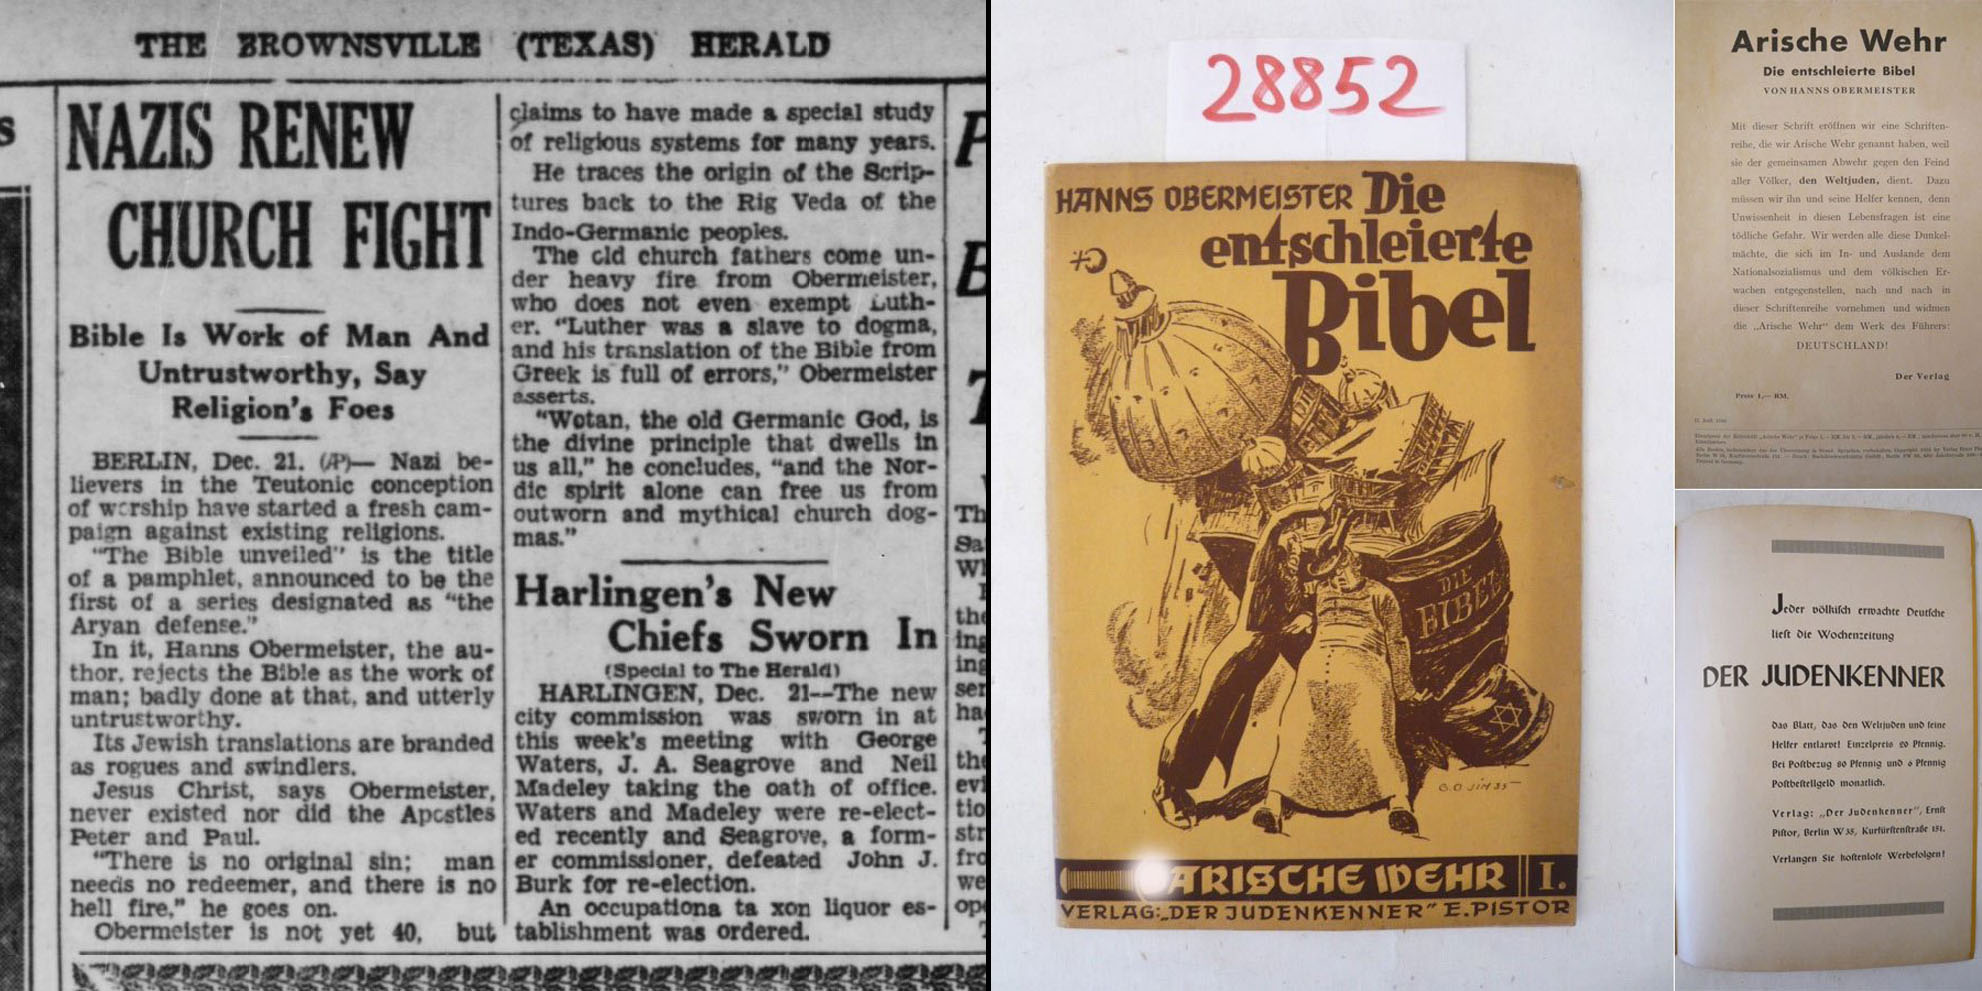 THE BROWNSVILLE (TEXAS) HERALD
NAZIS RENEW
CHURCH FIGHT
Bible Is Work of Man And
Untrustworthy, Say
Religion's Foes
BERLIN, Dec. 21. (AP)— Nazi be-
lievers in the Teutonic conception
of worship have started a fresh cam-
paign against existing religions.
"The Bible unveiled" is the title
of a pamphlet, announced to be the
first of a series designated as "the
Aryan defense."
In it, Hanns Obermeister, the au-
thor, rejects the Bible as the work of
man; badly done at that, and utterly
untrustworthy.
Its Jewish translations are branded
as rogues and swindlers.
Jesus Christ, says Obermeister,
never existed nor did the Apostles
Peter and Paul.
"There is no original sin; man
needs no redeemer, and there is no
hell fire," he goes on.
Obermeister is not yet 40, but
claims to have made a special study
of religious systems for many years.
He traces the origin of the Scrip-
tures back to the Rig Veda of the
Indo-Germanic peoples.
The old church fathers come un-
der heavy fire from Obermeister,
who does not even exempt Luth-
er. "Luther was a slave to dogma,
and his translation of the Bible from
Greek is full of errors," Obermeister
asserts.
"Wotan, the old Germanic God, is
the divine principle that dwells in
us all," he concludes, "and the Nor-
dic spirit alone can free us from
outworn and mythical church dog-
mas."
Harlingen's New
Chiefs Sworn In
(Special to The Herald)
HARLINGEN, Dec. 21—The new
city commission was sworn in at
this week's meeting with George
Waters, J. A. Seagrove and Neil
Madeley taking the oath of office.
Waters and Madeley were re-elect-
ed recently and Seagrove, a form-
er commissioner, defeated John J.
Burk for re-election.
An occupationa ta xon liquor es-
tablishment was ordered.
28852
HANNS OBERMEISTER Die
entschleierte
Bibel
DIE
BIBEL
G.O JIM 35
ARISCHE WEHR I.
VERLAG: „DER JUDENKENNER" E. PISTOR
Arische Wehr
Die entschleierte Bibel
VON HANNS OBERMEISTER
Mit dieser Schrift eröffnen wir eine Schriften-
reihe, die wir Arische Wehr genannt haben, weil
sie der gemeinsamen Abwehr gegen den Feind
aller Völker, den Weltjuden, dient. Dazu
müssen wir ihn und seine Helfer kennen, denn
Unwissenheit in diesen Lebensfragen ist eine
tödliche Gefahr. Wir werden alle diese Dunkel-
mächte, die sich im In- und Auslande dem
Nationalsozialismus und dem völkischen Er-
wachen entgegenstellen, nach und nach in
dieser Schriftenreihe vornehmen und widmen
die „Arische Wehr" dem Werk des Führers:
DEUTSCHLAND!
Der Verlag
Preis 1,— RM.
Jeder völkisch erwachte Deutsche
liest die Wochenzeitung
DER JUDENKENNER
das Blatt, das den Weltjuden und seine
Helfer entlarvt! Einzelpreis 20 Pfennig.
Bei Postbezug 80 Pfennig und 6 Pfennig
Postbestellgeld monatlich.
Verlag: „Der Judenkenner", Ernst
Pistor, Berlin W 35, Kurfürstenstraße 151.
Verlangen Sie kostenlose Werbefolgen!